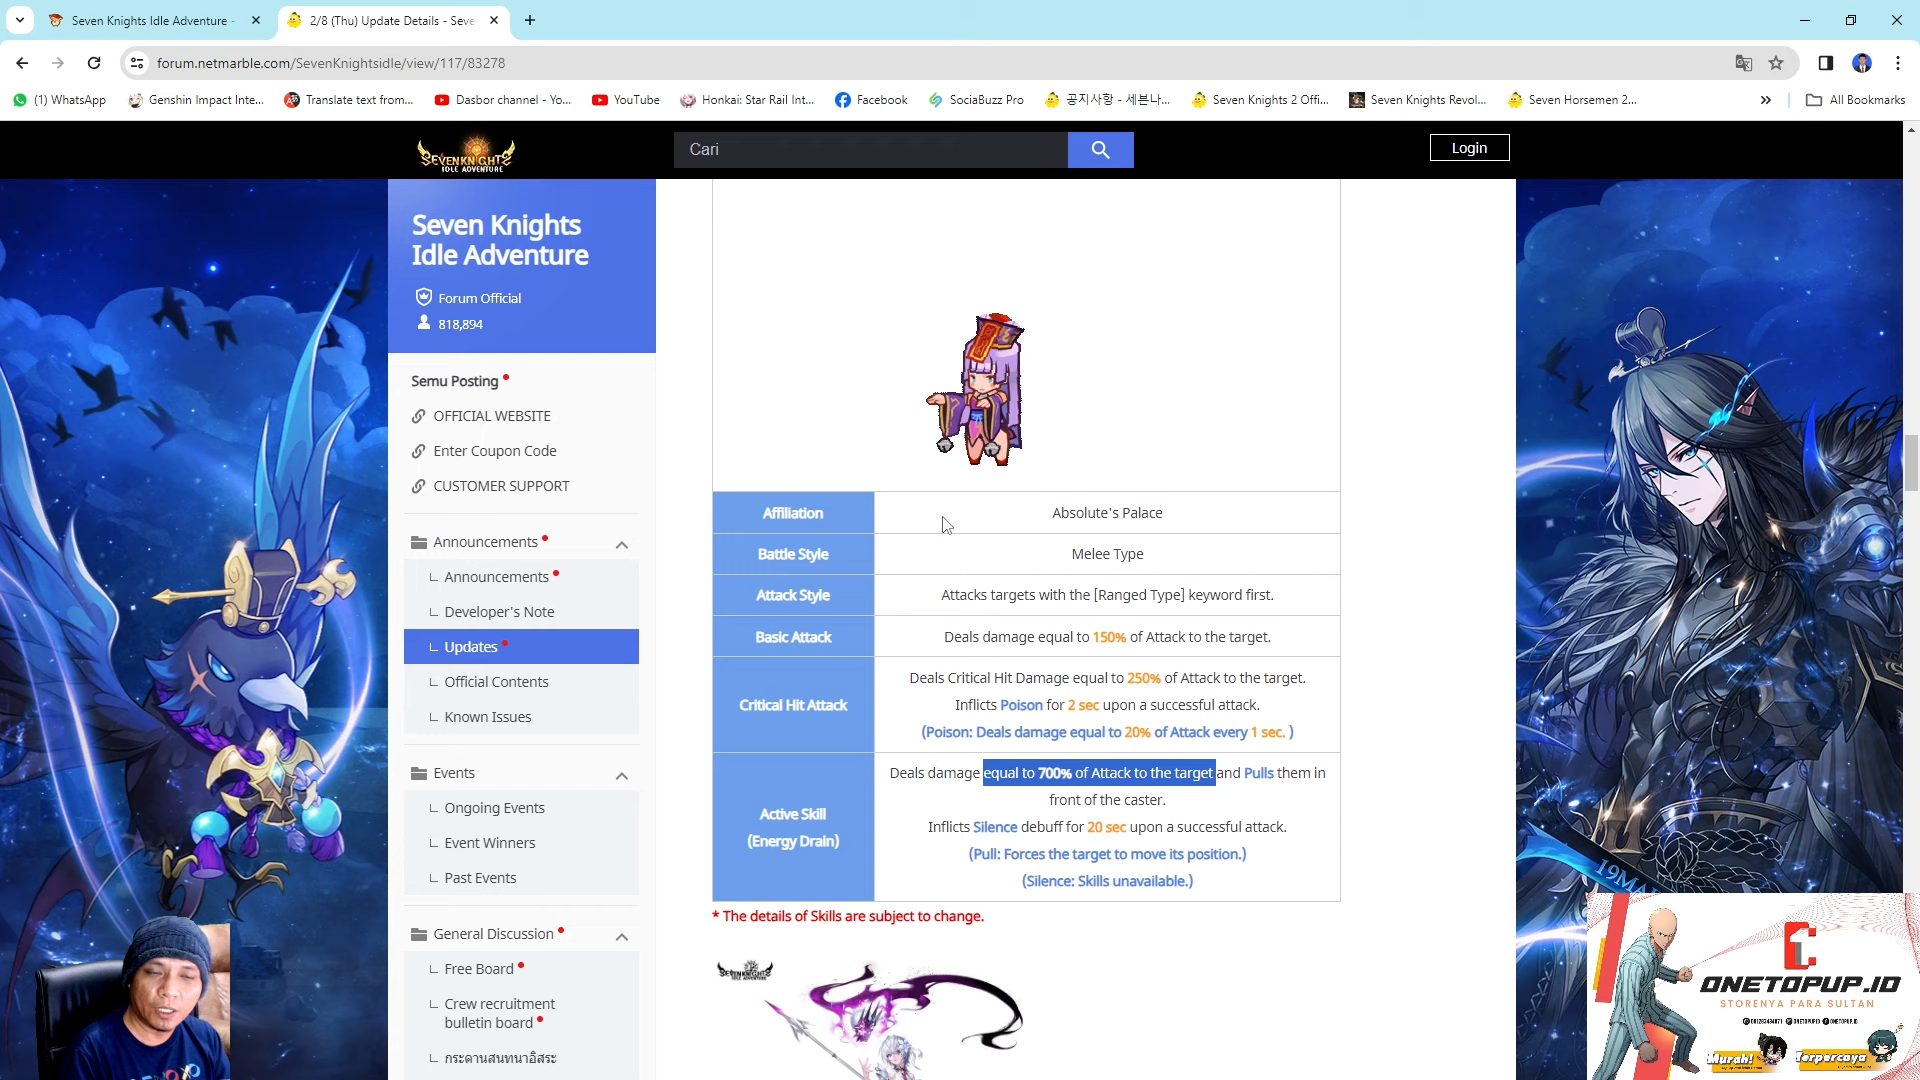 Seven Knights Idle Adventure -
2/8 (Thu) Update Details - Seve
forum.netmarble.com/SevenKnightsidle/view/117/83278
(1) WhatsApp
Genshin Impact Inte...
Translate text from...
Dasbor channel - Yo...
YouTube
Honkai: Star Rail Int...
Facebook
SociaBuzz Pro
공지사항 - 세븐나...
Seven Knights 2 Offi...
Seven Knights Revol...
Seven Horsemen 2...
All Bookmarks
SEVEN KNIGHTS
IDLE ADVENTURE
Cari
Login
Seven Knights
Idle Adventure
Forum Official
818,894
Semu Posting
OFFICIAL WEBSITE
Enter Coupon Code
CUSTOMER SUPPORT
Announcements
Announcements
Developer's Note
Updates
Official Contents
Known Issues
Events
Ongoing Events
Event Winners
Past Events
General Discussion
Free Board
Crew recruitment
bulletin board
กระดานสนทนาอิสระ
Affiliation
Absolute's Palace
Battle Style
Melee Type
Attack Style
Attacks targets with the [Ranged Type] keyword first.
Basic Attack
Deals damage equal to 150% of Attack to the target.
Critical Hit Attack
Deals Critical Hit Damage equal to 250% of Attack to the target.
Inflicts Poison for 2 sec upon a successful attack.
(Poison: Deals damage equal to 20% of Attack every 1 sec. )
Active Skill
(Energy Drain)
Deals damage equal to 700% of Attack to the target and Pulls them in
front of the caster.
Inflicts Silence debuff for 20 sec upon a successful attack.
(Pull: Forces the target to move its position.)
(Silence: Skills unavailable.)
* The details of Skills are subject to change.
SEVEN KNIGHTS
IDLE ADVENTURE
19MA
ONETOPUP.ID
STORENYA PARA SULTAN
Murah!
Terpercaya